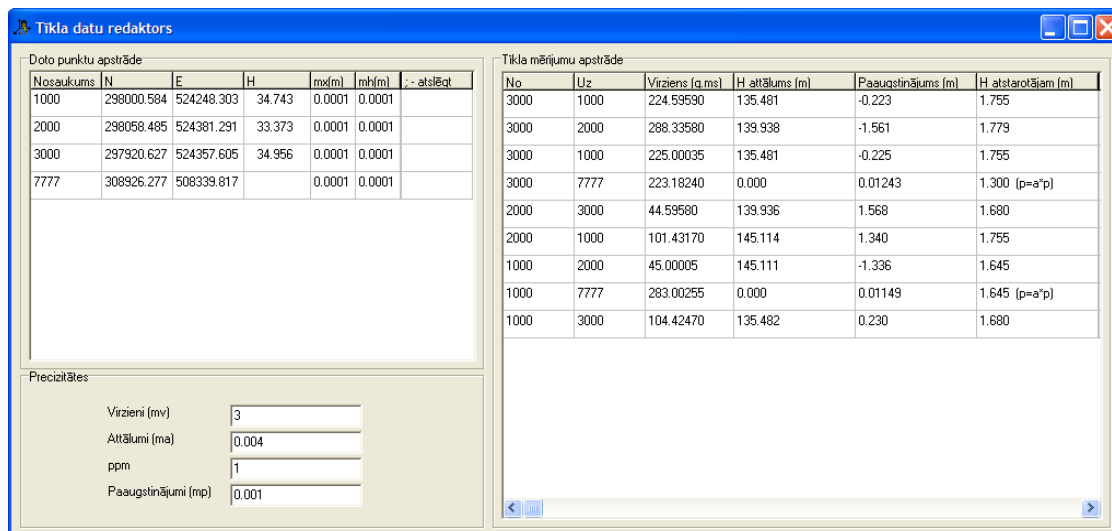 Tīkla datu redaktors
Doto punktu apstrāde
Nosaukums N E H mx(m) mh(m) ; - atslēgt
1000 298000.584 524248.303 34.743 0.0001 0.0001
2000 298058.485 524381.291 33.373 0.0001 0.0001
3000 297920.627 524357.605 34.956 0.0001 0.0001
7777 308926.277 508339.817 0.0001 0.0001
Precizitātes
Virzieni (mv) 3
Attālumi (ma) 0.004
ppm 1
Paaugstinājumi (mp) 0.001
Tīkla mērījumu apstrāde
No Uz Virziens (g.ms) H attālums (m) Paaugstinājums (m) H atstarotājam (m)
3000 1000 224.59590 135.481 -0.223 1.755
3000 2000 288.33580 139.938 -1.561 1.779
3000 1000 225.00035 135.481 -0.225 1.755
3000 7777 223.18240 0.000 0.01243 1.300 (p=a*p)
2000 3000 44.59580 139.936 1.568 1.680
2000 1000 101.43170 145.114 1.340 1.755
1000 2000 45.00005 145.111 -1.336 1.645
1000 7777 283.00255 0.000 0.01149 1.645 (p=a*p)
1000 3000 104.42470 135.482 0.230 1.680